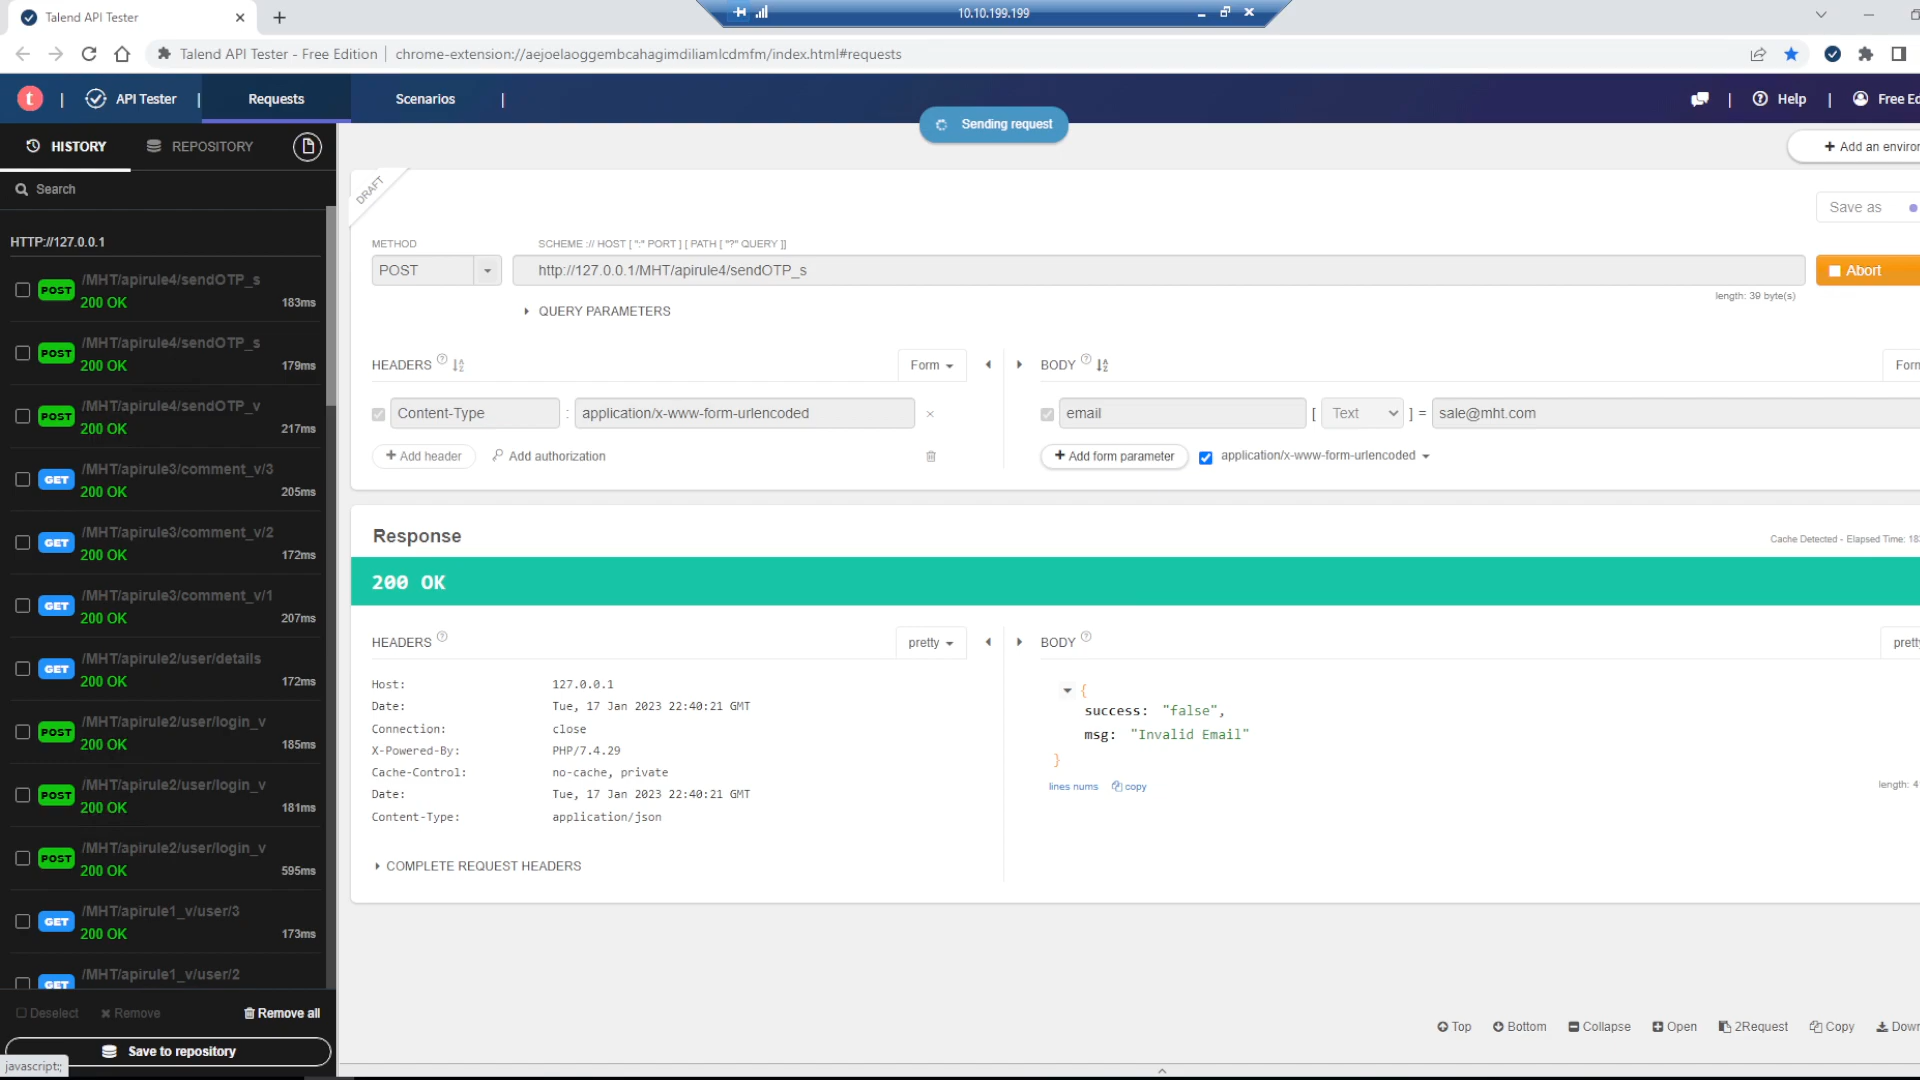 Talend API Tester
10.10.199.199
Talend API Tester - Free Edition
chrome-extension://aejoelaoggembcahagimdiliamlcdmfm/index.html#requests
t | API Tester | Requests Scenarios |
Help | Free Ed
Sending request
HISTORY REPOSITORY
+ Add an enviror
Search
DRAFT
Save as
HTTP://127.0.0.1
METHOD
SCHEME :// HOST [ ":" PORT ] [ PATH [ "?" QUERY ]]
POST
http://127.0.0.1/MHT/apirule4/sendOTP_s
Abort
length: 39 byte(s)
QUERY PARAMETERS
HEADERS
Form
BODY
Forn
Content-Type : application/x-www-form-urlencoded ×
email [ Text ] = sale@mht.com
+ Add header
Add authorization
+ Add form parameter
application/x-www-form-urlencoded
POST /MHT/apirule4/sendOTP_s
200 OK 183ms
POST /MHT/apirule4/sendOTP_s
200 OK 179ms
POST /MHT/apirule4/sendOTP_v
200 OK 217ms
GET /MHT/apirule3/comment_v/3
200 OK 205ms
GET /MHT/apirule3/comment_v/2
200 OK 172ms
GET /MHT/apirule3/comment_v/1
200 OK 207ms
GET /MHT/apirule2/user/details
200 OK 172ms
POST /MHT/apirule2/user/login_v
200 OK 185ms
POST /MHT/apirule2/user/login_v
200 OK 181ms
POST /MHT/apirule2/user/login_v
200 OK 595ms
GET /MHT/apirule1_v/user/3
200 OK 173ms
GET /MHT/apirule1_v/user/2
Deselect Remove Remove all
Save to repository
javascript:;
Response
Cache Detected - Elapsed Time: 18
200 OK
HEADERS
pretty
BODY
prett
Host: 127.0.0.1
Date: Tue, 17 Jan 2023 22:40:21 GMT
Connection: close
X-Powered-By: PHP/7.4.29
Cache-Control: no-cache, private
Date: Tue, 17 Jan 2023 22:40:21 GMT
Content-Type: application/json
COMPLETE REQUEST HEADERS
{
success: "false",
msg: "Invalid Email"
}
lines nums copy
length: 4
Top Bottom Collapse Open 2Request Copy Down